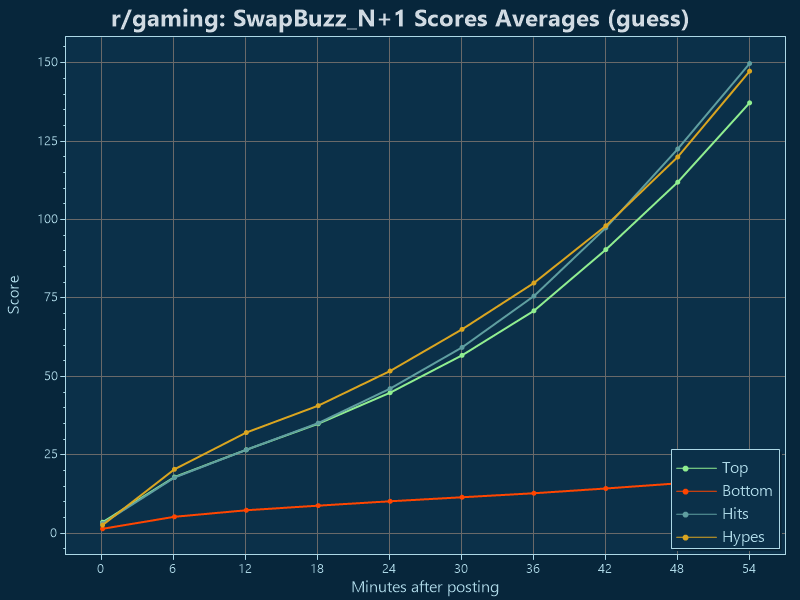 r/gaming: SwapBuzz_N+1 Scores Averages (guess)
150
125
100
75
50
25
0
Score
Top
Bottom
Hits
Hypes
0 6 12 18 24 30 36 42 48 54
Minutes after posting